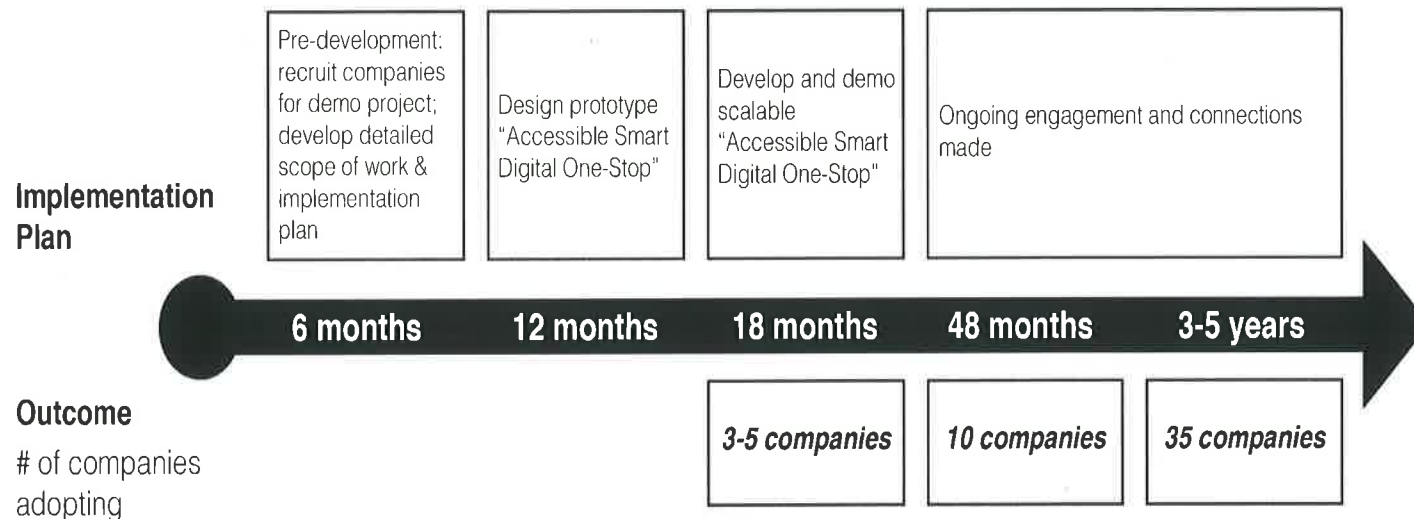 Pre-development:
recruit companies
for demo project;
develop detailed
scope of work &
implementation
plan
Design prototype
"Accessible Smart
Digital One-Stop"
Develop and demo
scalable
"Accessible Smart
Digital One-Stop"
Ongoing engagement and connections
made
Implementation
Plan
6 months
12 months
18 months
48 months
3-5 years
Outcome
# of companies
adopting
3-5 companies
10 companies
35 companies